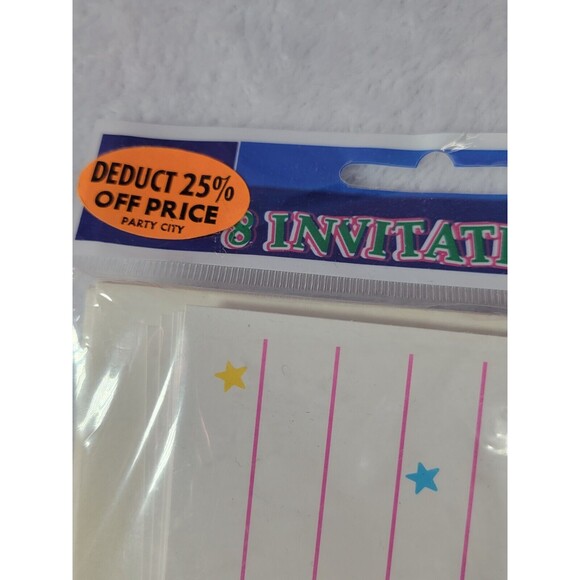 DEDUCT 25%
OFF PRICE
PARTY CITY
8 INVITATI